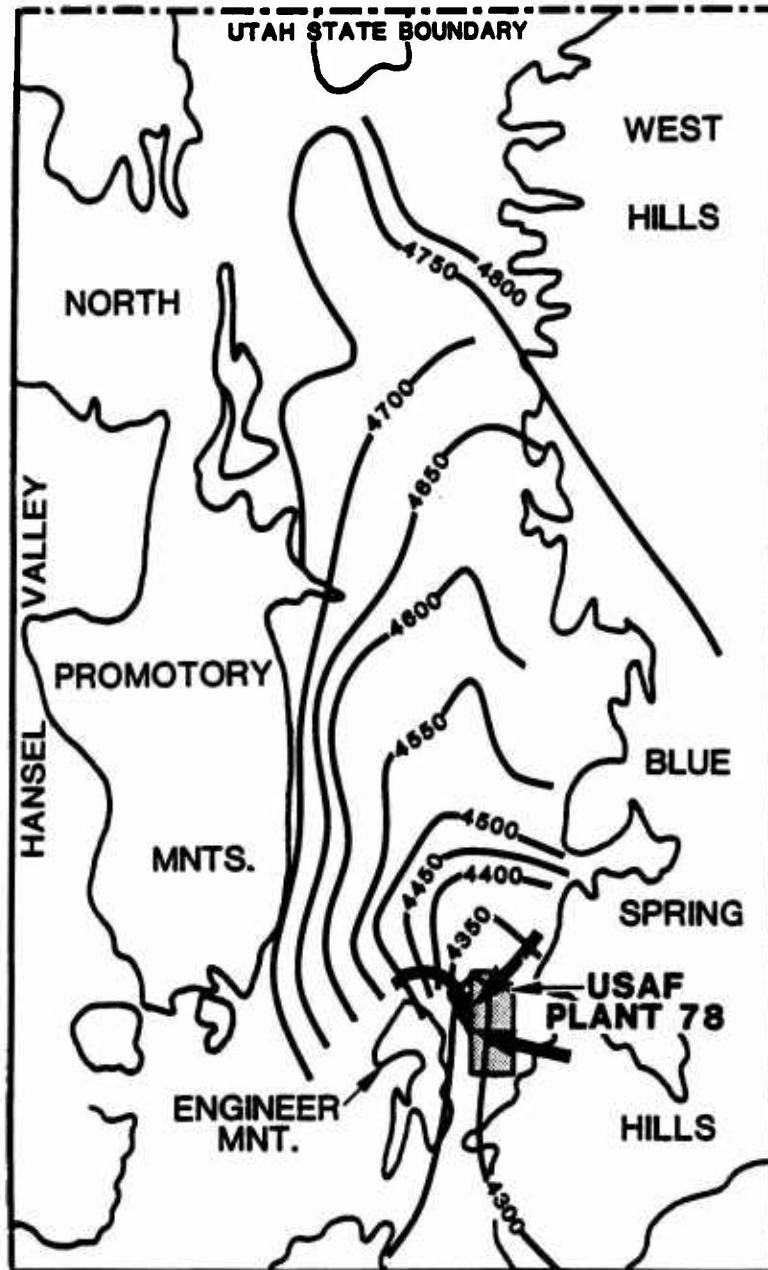 UTAH STATE BOUNDARY
WEST
HILLS
4750
4800
NORTH
4700
4650
HANSEL VALLEY
4600
PROMOTORY
4550
BLUE
MNTS.
4500
4450
4400
SPRING
4350
USAF
PLANT 78
ENGINEER
MNT.
HILLS
4300